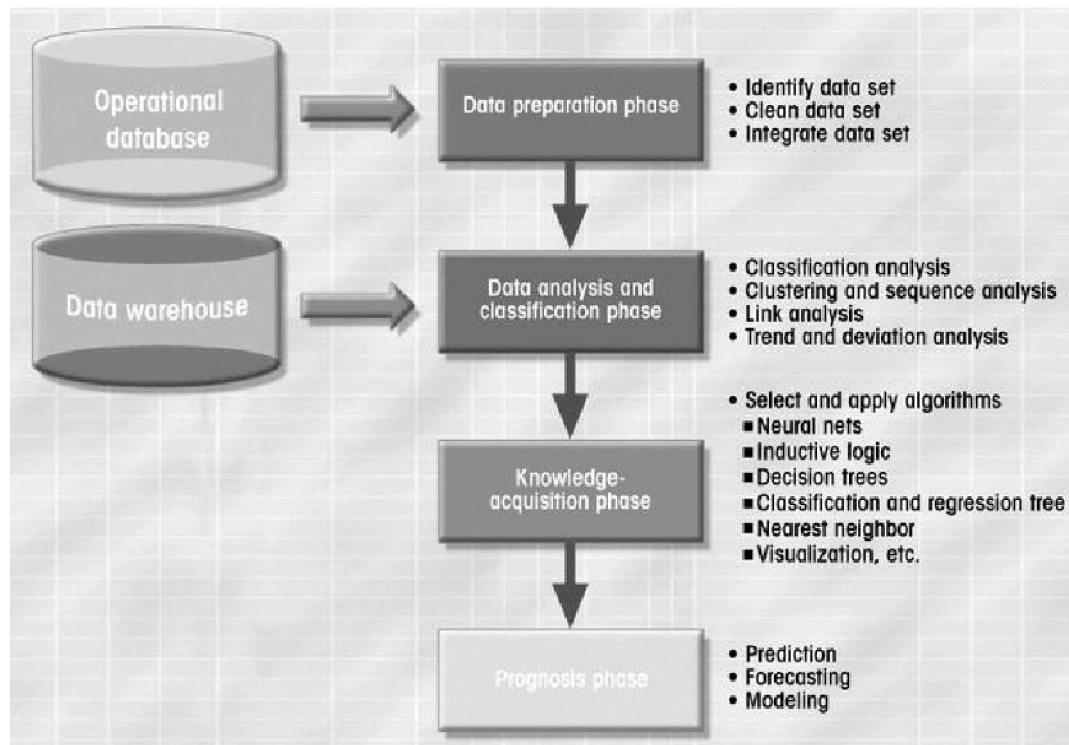 Operational
database
Data preparation phase
• Identify data set
• Clean data set
• Integrate data set
Data warehouse
Data analysis and
classification phase
• Classification analysis
• Clustering and sequence analysis
• Link analysis
• Trend and deviation analysis
Knowledge-
acquisition phase
• Select and apply algorithms
■ Neural nets
■ Inductive logic
■ Decision trees
■ Classification and regression tree
■ Nearest neighbor
■ Visualization, etc.
Prognosis phase
• Prediction
• Forecasting
• Modeling